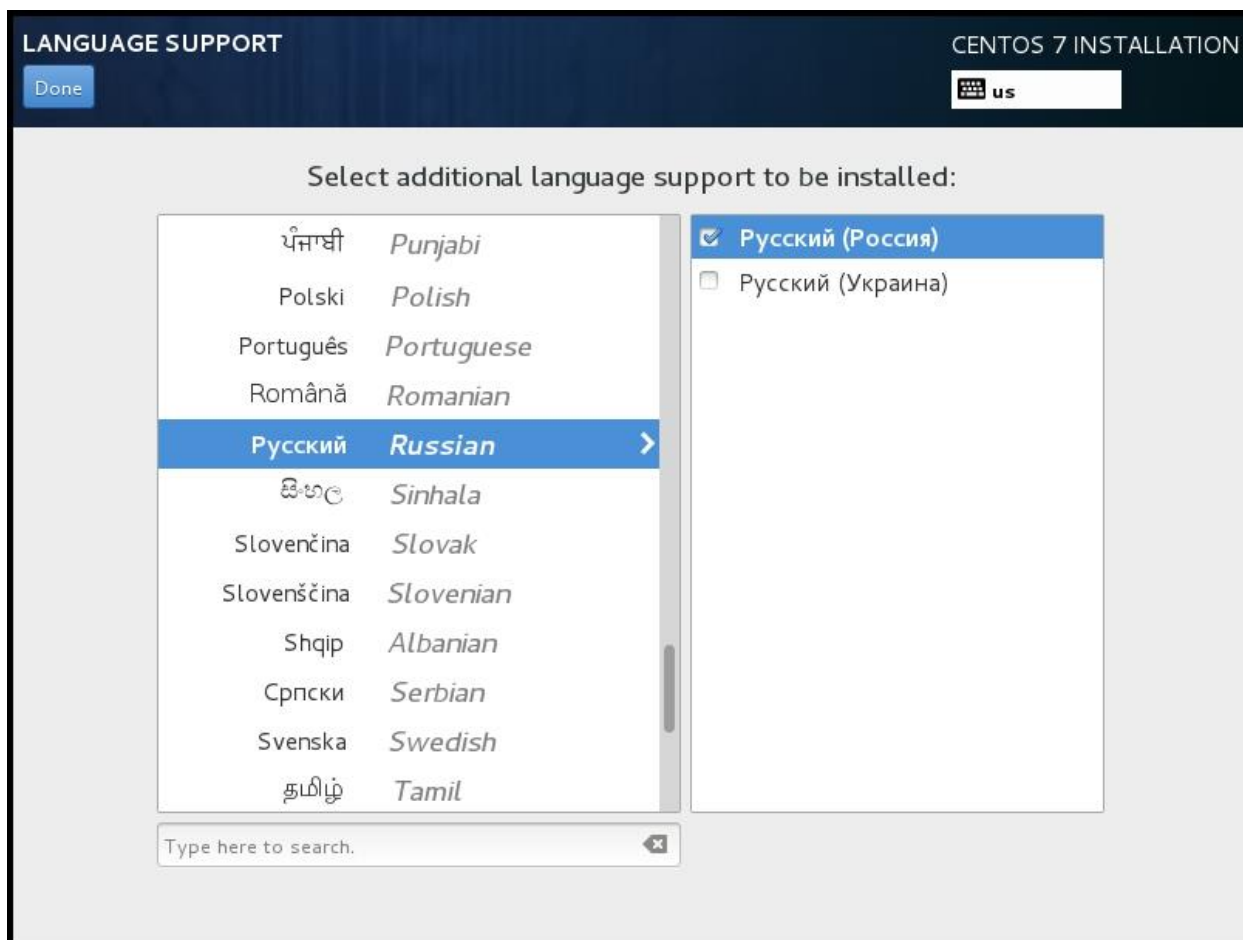 LANGUAGE SUPPORT
CENTOS 7 INSTALLATION
Done
us
Select additional language support to be installed:
ਪੰਜਾਬੀ Punjabi
Polski Polish
Português Portuguese
Română Romanian
Русский Russian
සිංහල Sinhala
Slovenčina Slovak
Slovenščina Slovenian
Shqip Albanian
Српски Serbian
Svenska Swedish
தமிழ் Tamil
Русский (Россия)
Русский (Украина)
Type here to search.